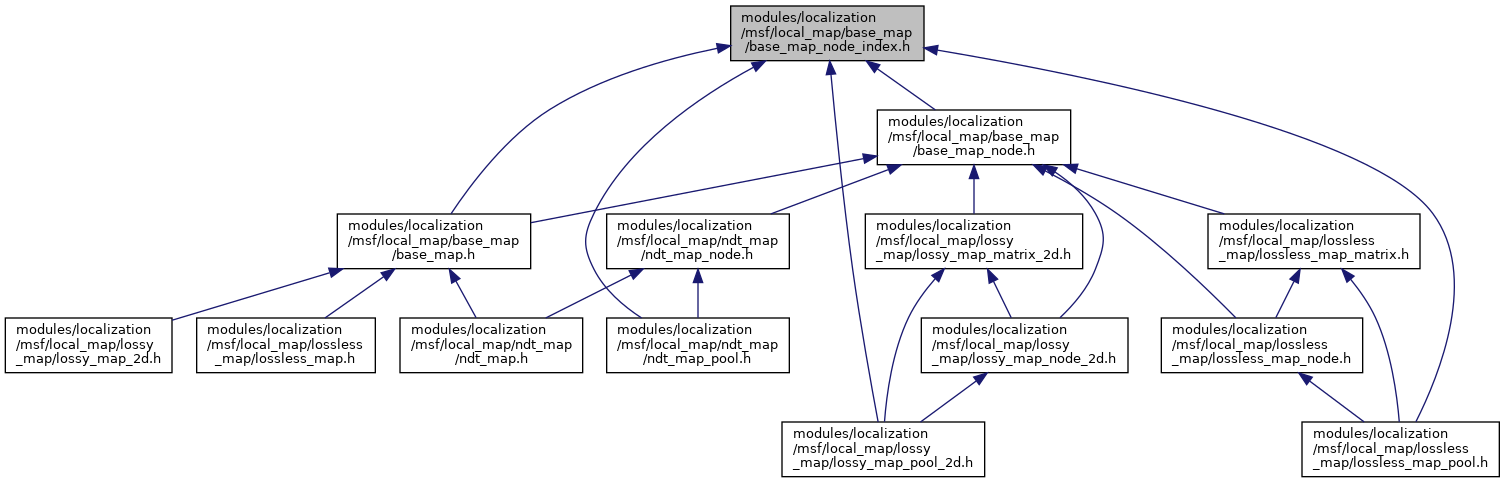 modules/localization
/msf/local_map/base_map
/base_map_node_index.h
modules/localization
/msf/local_map/base_map
/base_map_node.h
modules/localization
/msf/local_map/base_map
/base_map.h
modules/localization
/msf/local_map/ndt_map
/ndt_map_node.h
modules/localization
/msf/local_map/lossy
_map/lossy_map_matrix_2d.h
modules/localization
/msf/local_map/lossless
_map/lossless_map_matrix.h
modules/localization
/msf/local_map/lossy
_map/lossy_map_2d.h
modules/localization
/msf/local_map/lossless
_map/lossless_map.h
modules/localization
/msf/local_map/ndt_map
/ndt_map.h
modules/localization
/msf/local_map/ndt_map
/ndt_map_pool.h
modules/localization
/msf/local_map/lossy
_map/lossy_map_node_2d.h
modules/localization
/msf/local_map/lossless
_map/lossless_map_node.h
modules/localization
/msf/local_map/lossy
_map/lossy_map_pool_2d.h
modules/localization
/msf/local_map/lossless
_map/lossless_map_pool.h